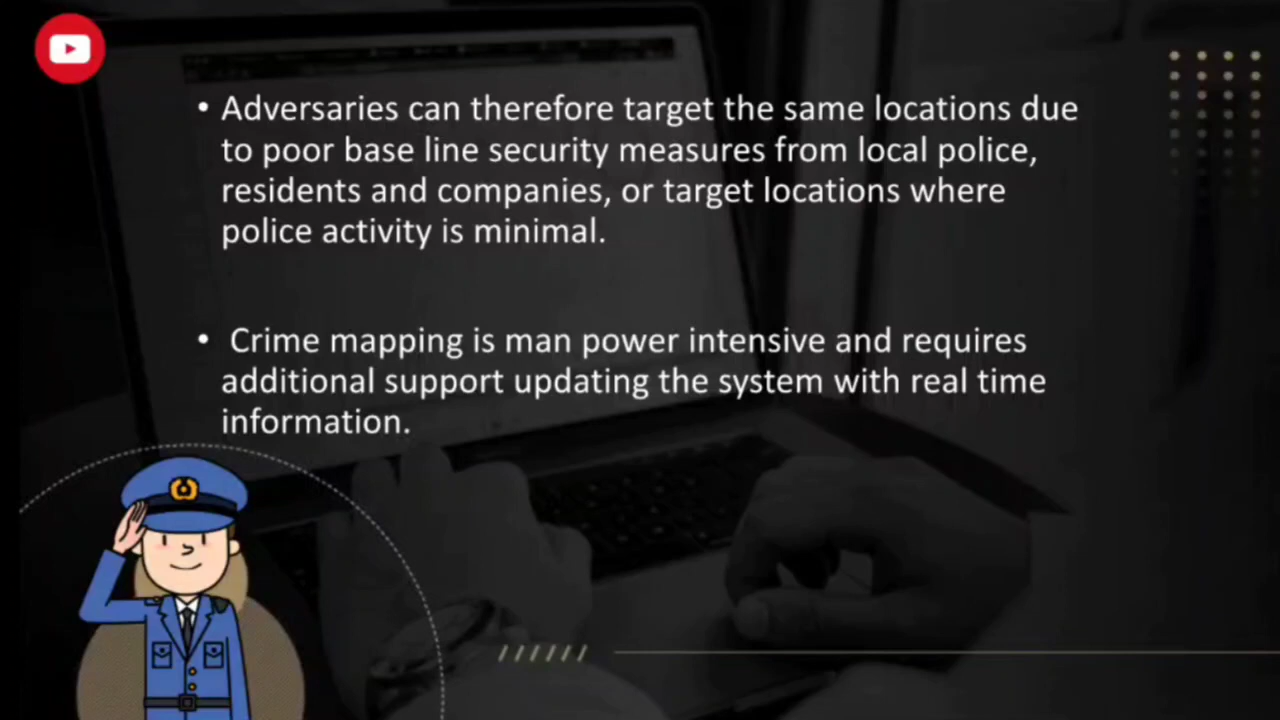 • Adversaries can therefore target the same locations due
to poor base line security measures from local police,
residents and companies, or target locations where
police activity is minimal.
• Crime mapping is man power intensive and requires
additional support updating the system with real time
information.